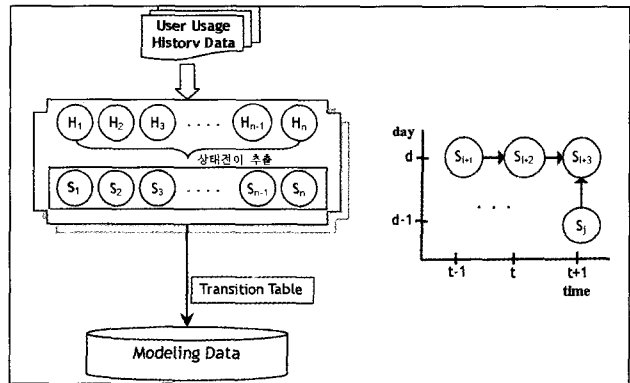 User Usage
History Data
H1 H2 H3 .... Hn-1 Hn
상태전이 추출
S1 S2 S3 .... Sn-1 Sn
Transition Table
Modeling Data
day
d
Si+1 Si+2 Si+3
...
d-1
Sj
t-1 t t+1
time